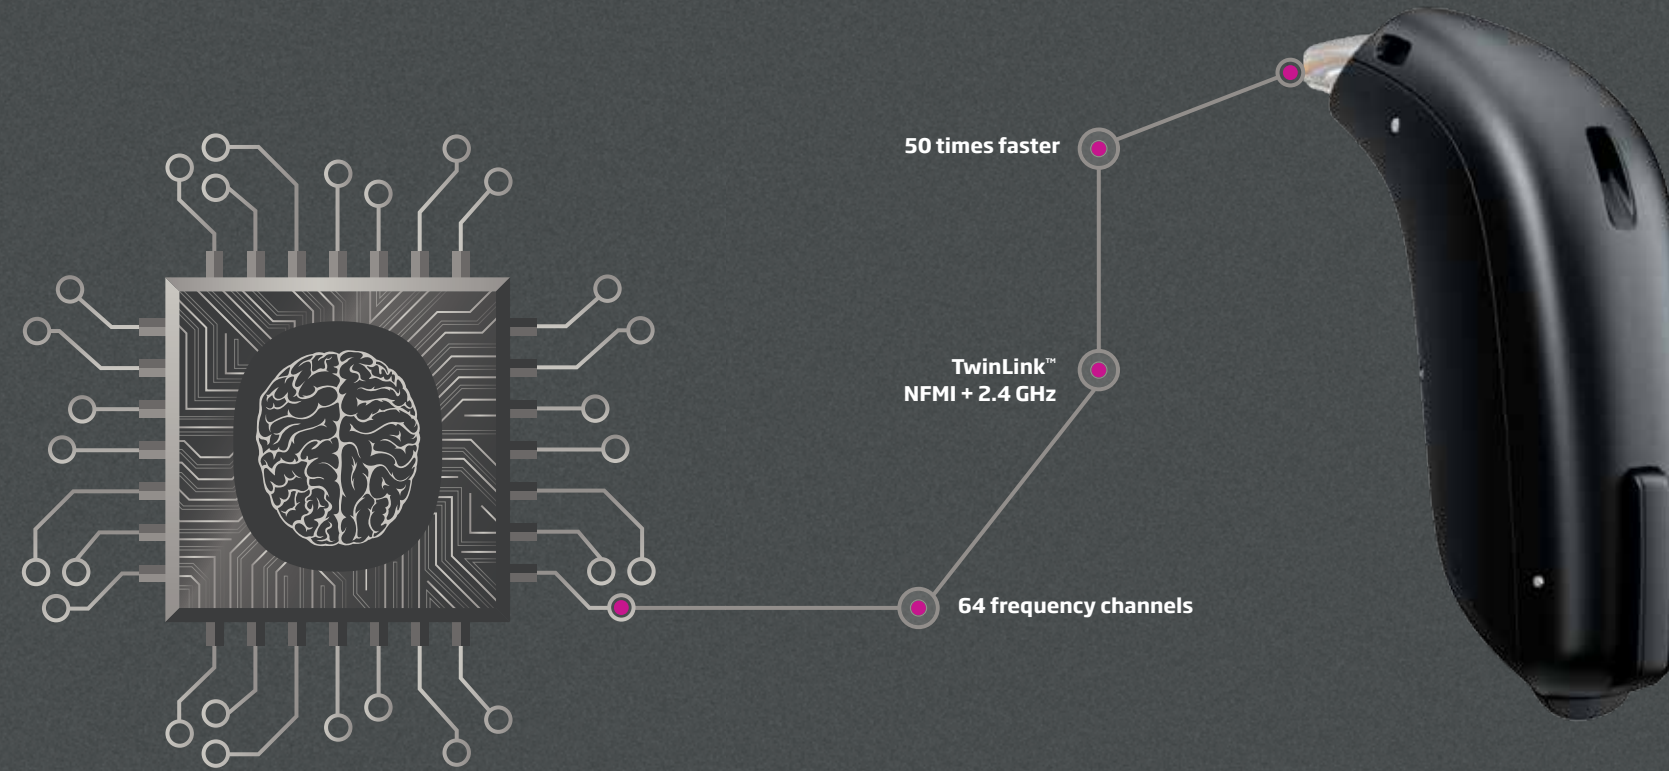 50 times faster
TwinLink™
NFMI + 2.4 GHz
64 frequency channels